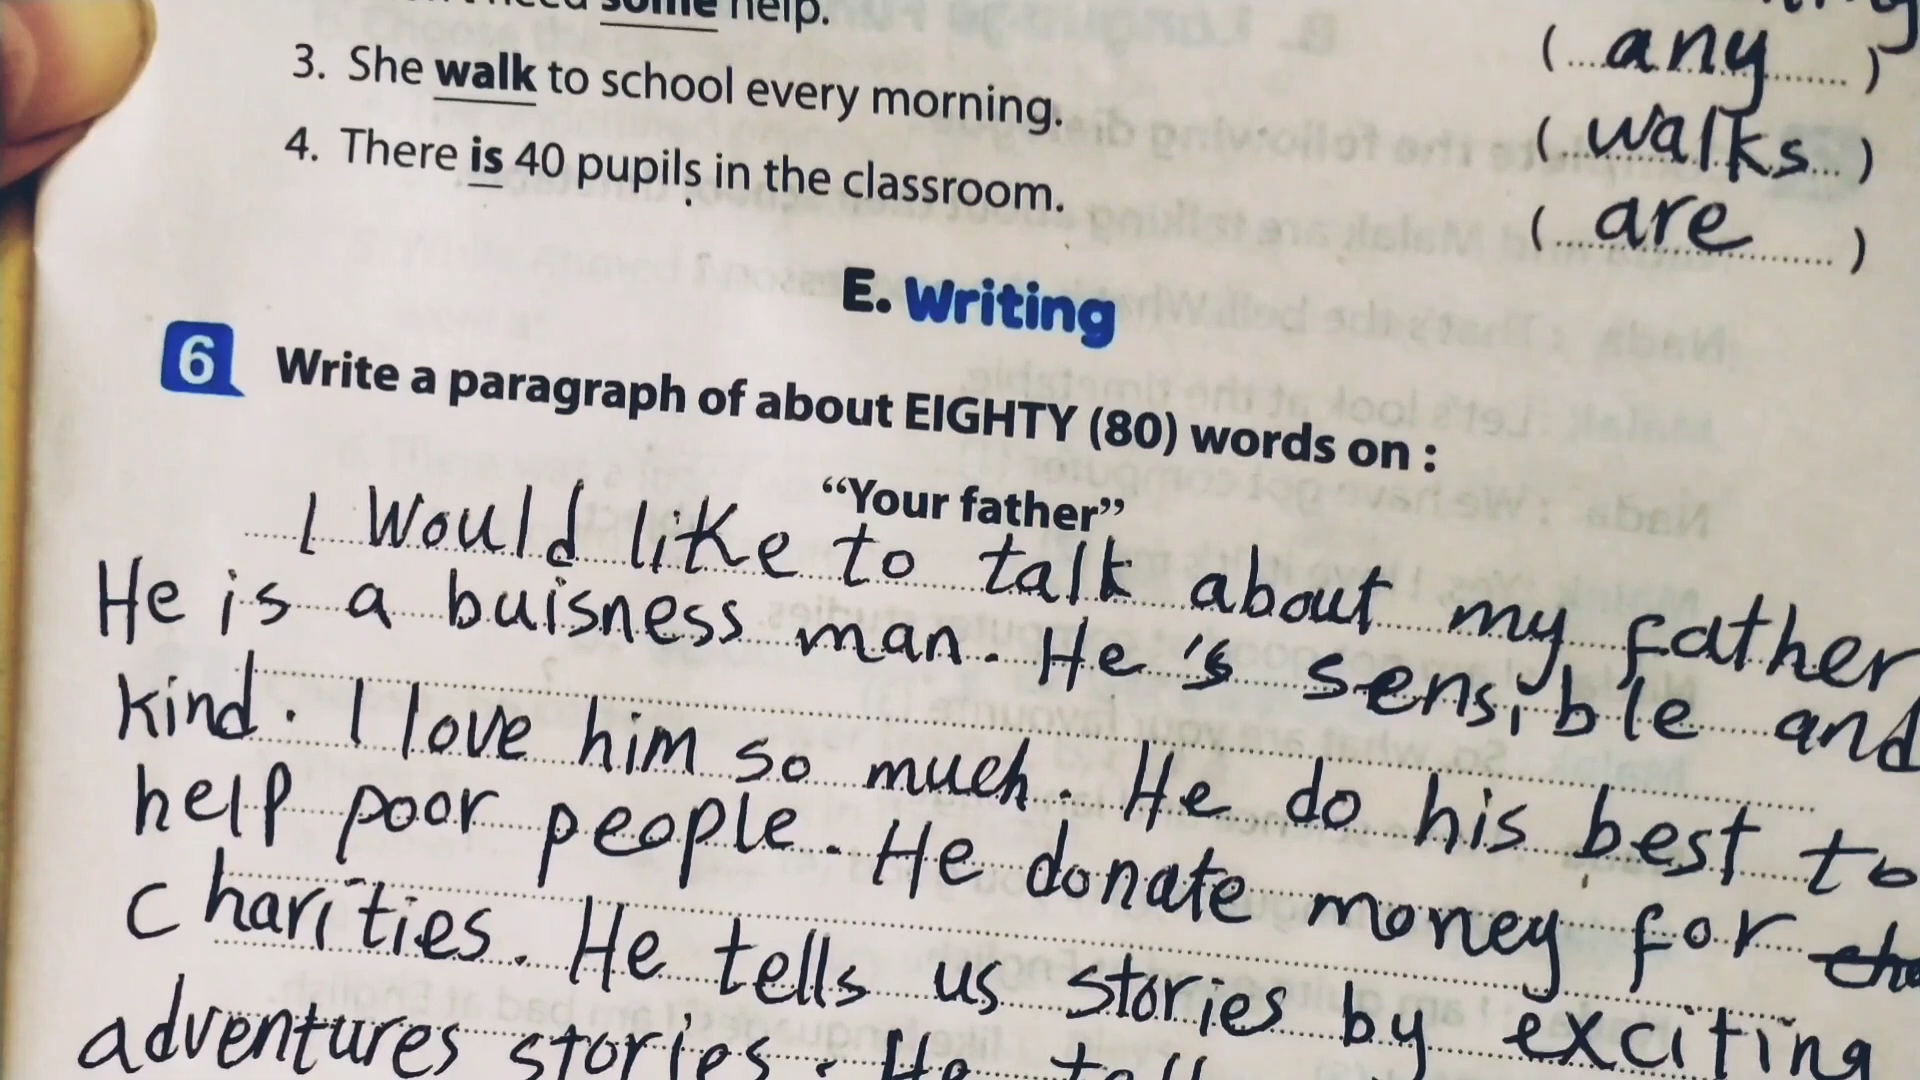 some help.
( any )
3. She walk to school every morning.
( walks )
4. There is 40 pupils in the classroom.
( are )
E. Writing
6 Write a paragraph of about EIGHTY (80) words on :
"Your father"
I Would like to talk about my father
He is a buisness man. He's sensible and
kind. I love him so much. He do his best to
help poor people. He donate money for
charities. He tells us stories by exciting
adventures stories. He